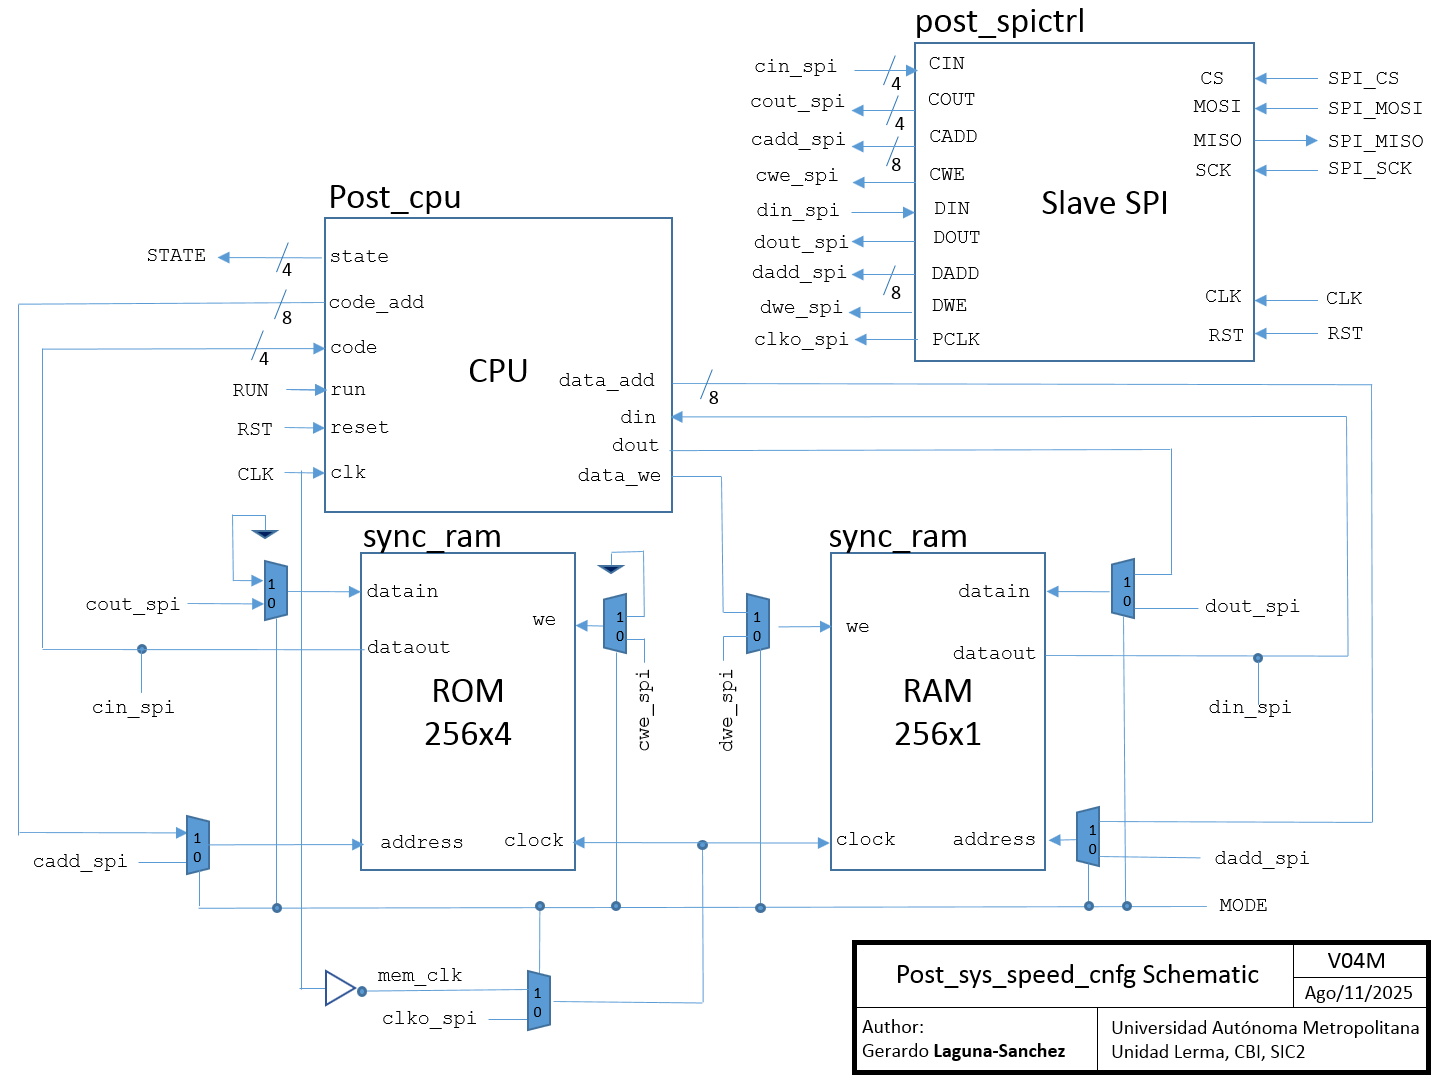 post_spictrl
cin_spi
4
CIN
cout_spi
4
COUT
cadd_spi
8
CADD
cwe_spi
CWE
din_spi
DIN
dout_spi
DOUT
dadd_spi
8
DADD
dwe_spi
DWE
clko_spi
PCLK
Slave SPI
CS
SPI_CS
MOSI
SPI_MOSI
MISO
SPI_MISO
SCK
SPI_SCK
CLK
CLK
RST
RST
Post_cpu
STATE
4
state
8
code_add
4
code
RUN
run
RST
reset
CLK
clk
CPU
data_add
8
din
dout
data_we
sync_ram
1
0
cout_spi
datain
we
1
0
cwe_spi
dataout
cin_spi
ROM
256x4
1
0
cadd_spi
address
clock
sync_ram
1
0
dwe_spi
we
datain
1
0
dout_spi
dataout
din_spi
RAM
256x1
clock
address
1
0
dadd_spi
MODE
mem_clk
clko_spi
1
0
Post_sys_speed_cnfg Schematic
V04M
Ago/11/2025
Author:
Gerardo Laguna-Sanchez
Universidad Autónoma Metropolitana
Unidad Lerma, CBI, SIC2